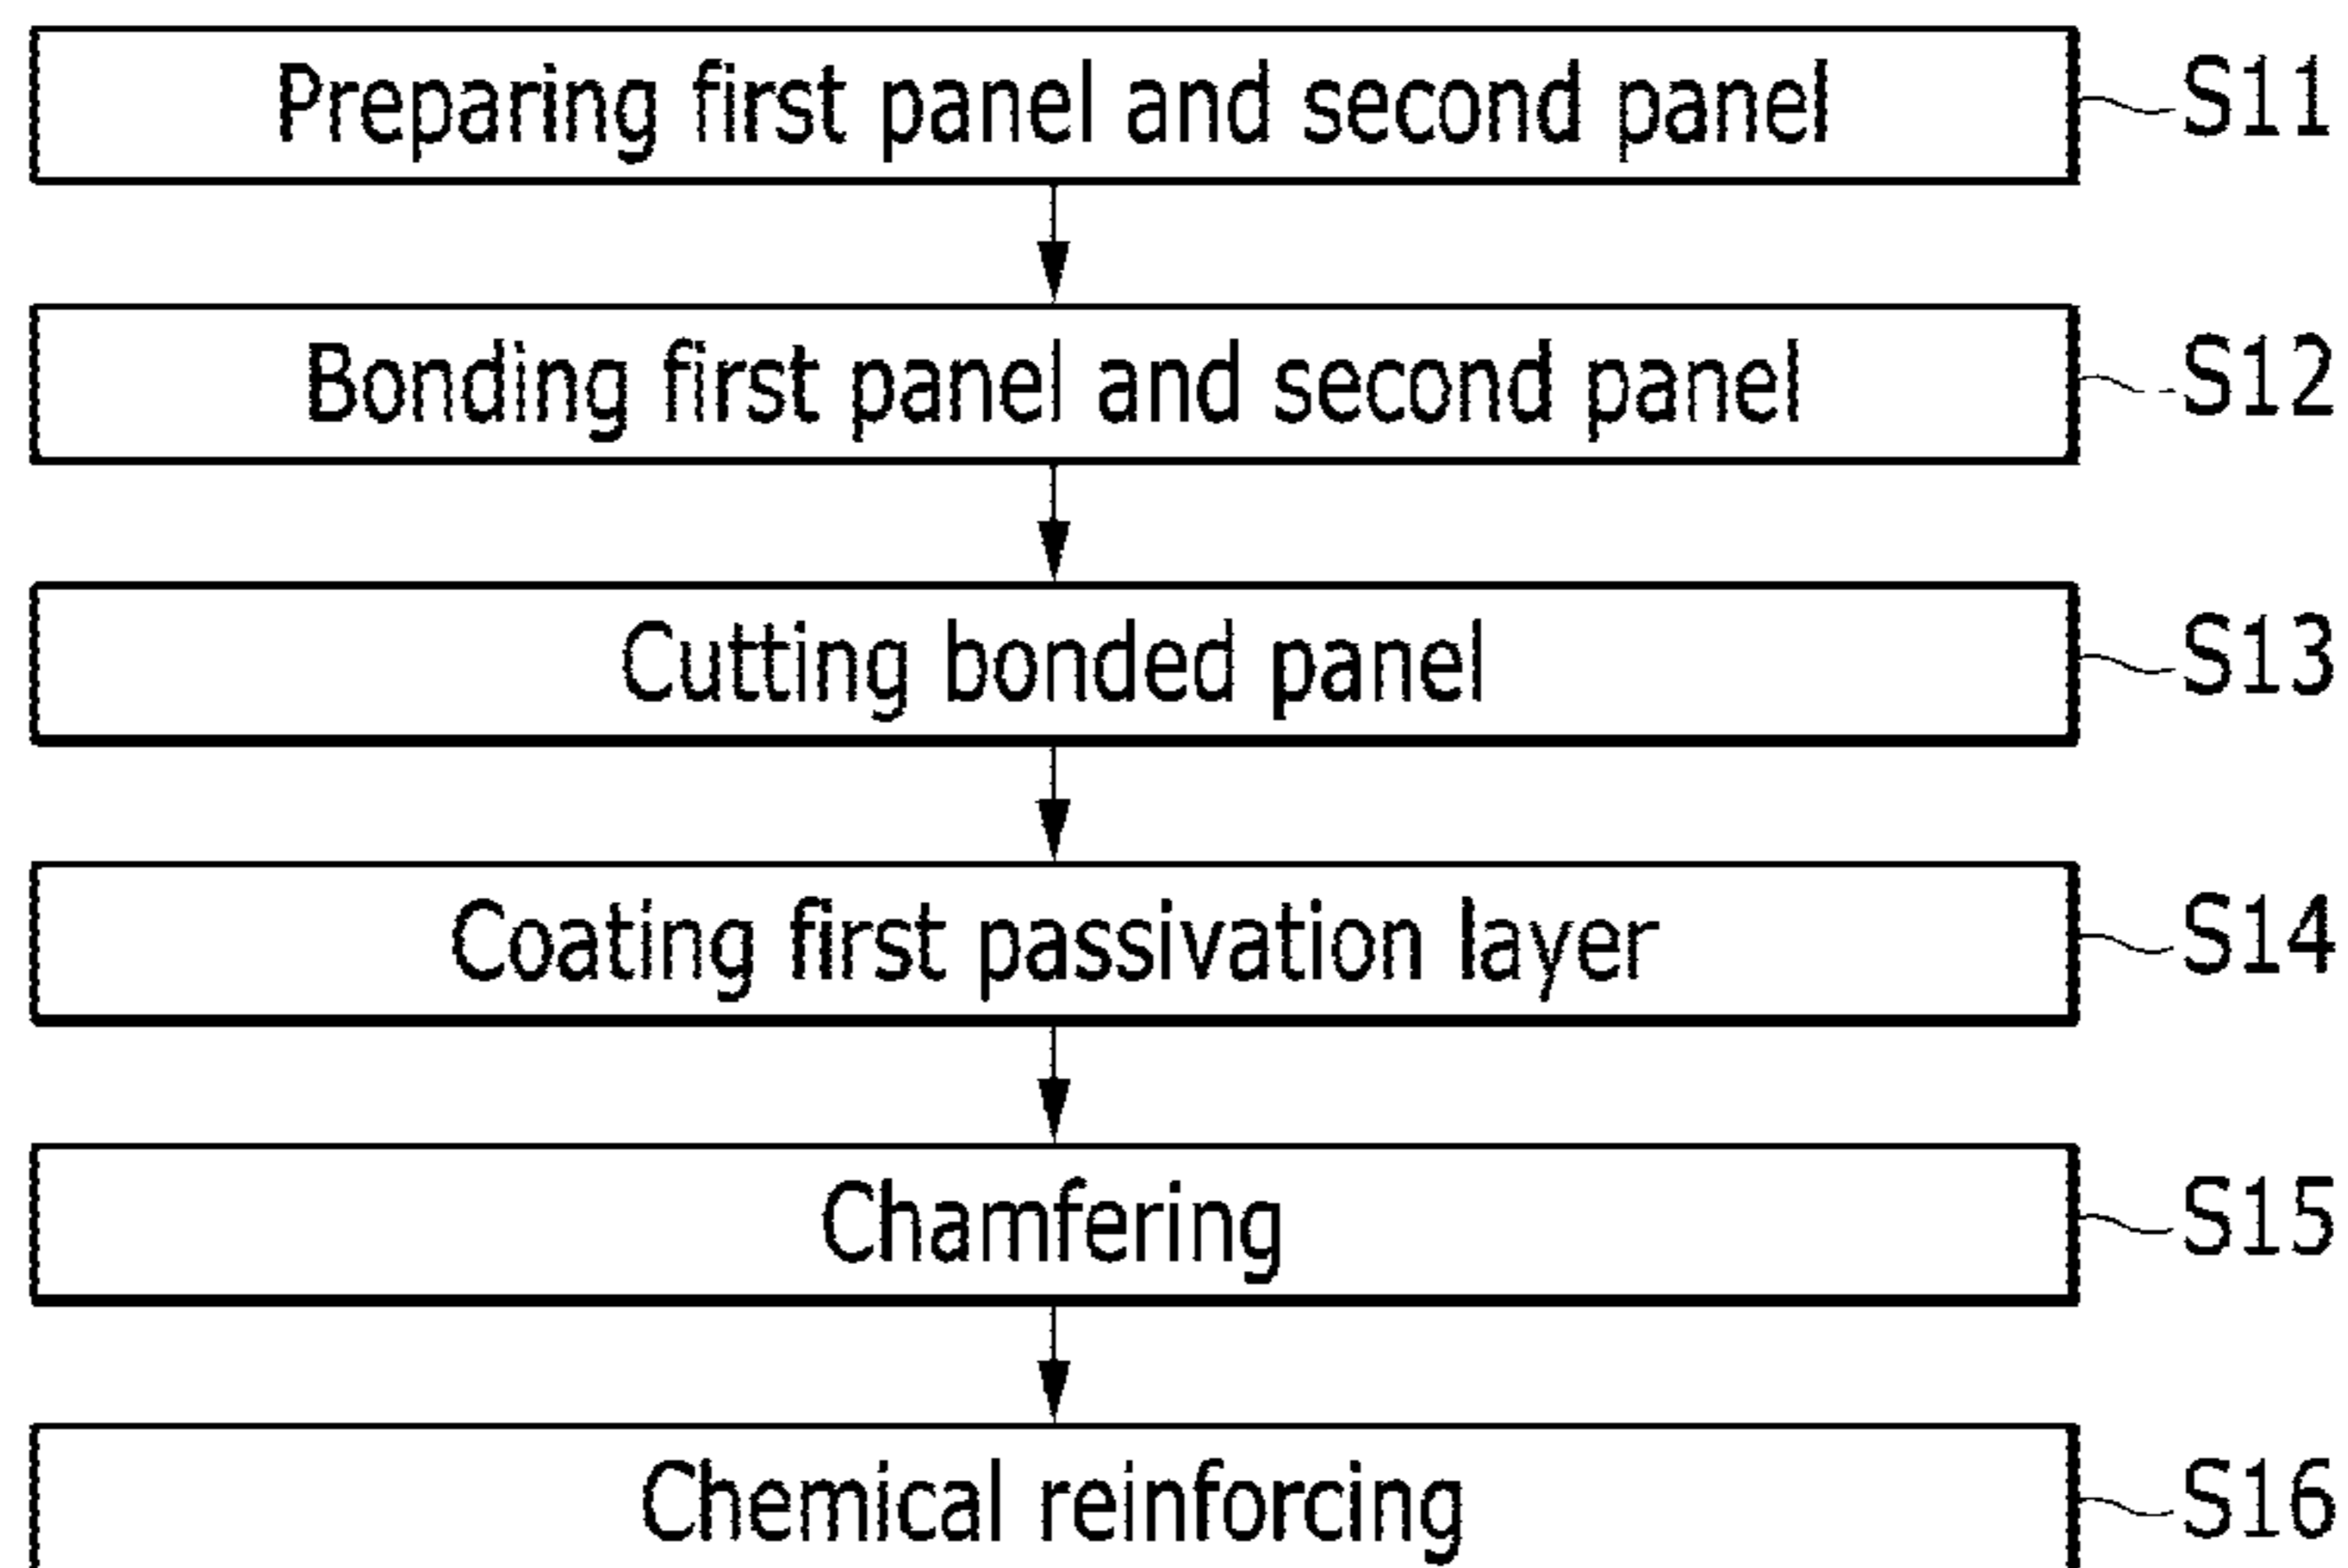 Preparing first panel and second panel S11
Bonding first panel and second panel S12
Cutting bonded panel S13
Coating first passivation layer S14
Chamfering S15
Chemical reinforcing S16